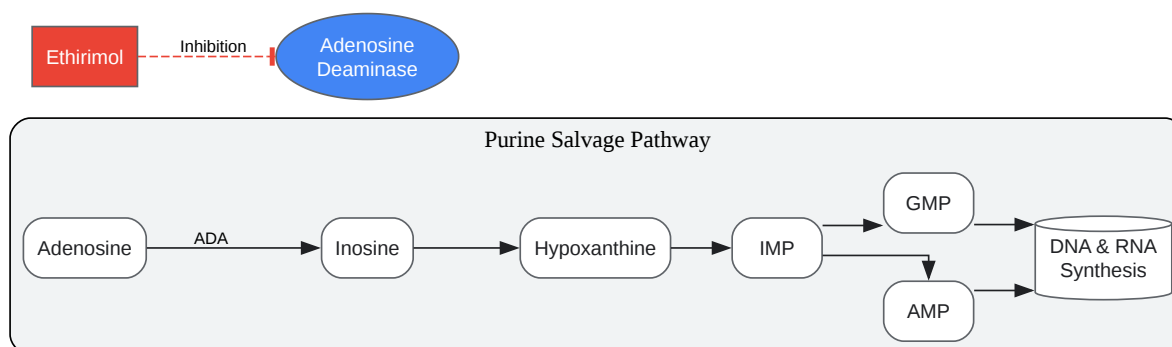 Ethirimol
Inhibition
Adenosine
Deaminase
Purine Salvage Pathway
Adenosine
ADA
Inosine
Hypoxanthine
IMP
GMP
AMP
DNA & RNA
Synthesis